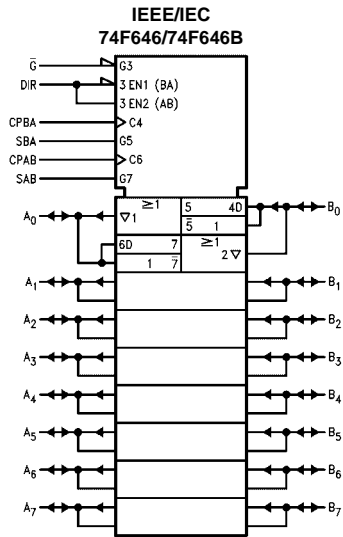 IEEE/IEC
74F646/74F646B
G̅ G3
DIR 3 EN1 (BA)
3 EN2 (AB)
CPBA C4
SBA G5
CPAB C6
SAB G7
A0 ≥1 5 4D B0
▽1 5̅ 1
6D 7 ≥1
1 7̅ 2▽
A1 B1
A2 B2
A3 B3
A4 B4
A5 B5
A6 B6
A7 B7